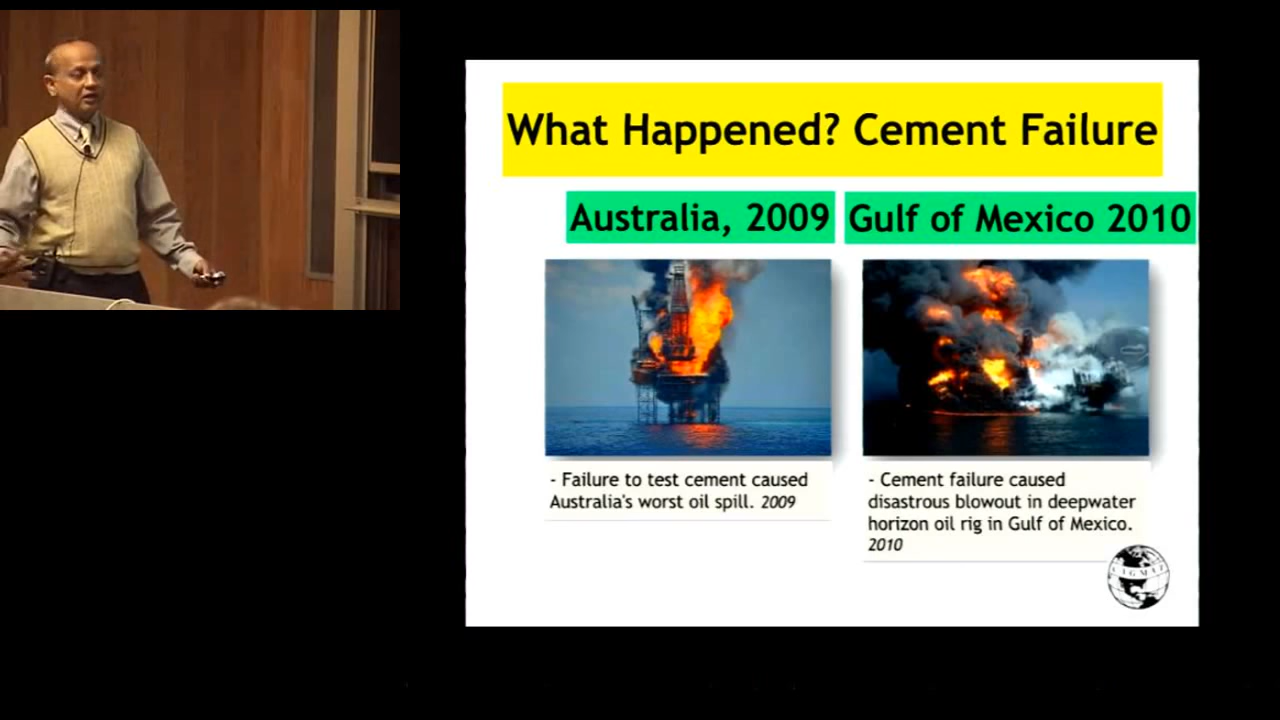 What Happened? Cement Failure
Australia, 2009
Gulf of Mexico 2010
- Failure to test cement caused
Australia's worst oil spill. 2009
- Cement failure caused
disastrous blowout in deepwater
horizon oil rig in Gulf of Mexico.
2010
CIGMAT